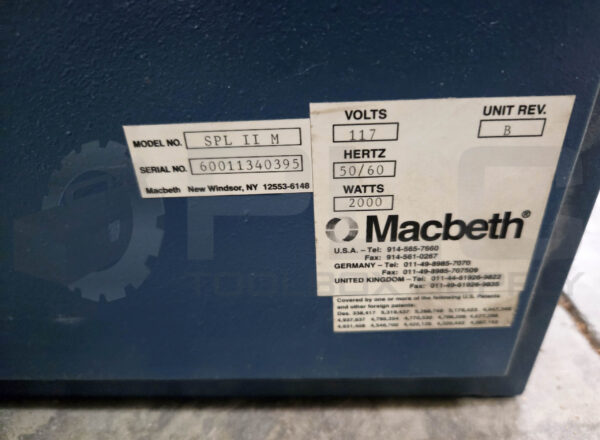 MODEL NO. SPL II M
SERIAL NO. 60011340395
Macbeth New Windsor, NY 12553-6148
VOLTS
117
UNIT REV.
B
HERTZ
50/60
WATTS
2000
Macbeth®
U.S.A. – Tel: 914-565-7660
Fax: 914-561-0267
GERMANY – Tel: 011-49-8985-7070
Fax: 011-49-8985-707509
UNITED KINGDOM – Tel: 011-44-61926-9822
Fax: 011-49-61926-9835
Covered by one or more of the following U.S. Patents
and other foreign patents: